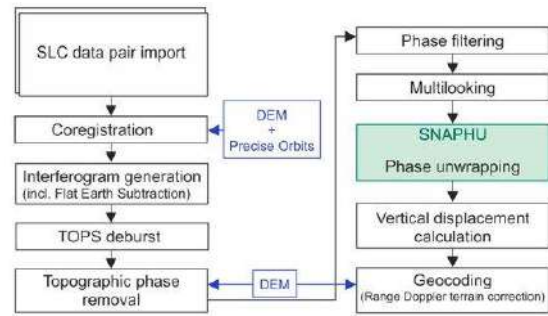 SLC data pair import
Coregistration
DEM
+
Precise Orbits
Interferogram generation
(incl. Flat Earth Subtraction)
TOPS deburst
Topographic phase
removal
DEM
Phase filtering
Multilooking
SNAPHU
Phase unwrapping
Vertical displacement
calculation
Geocoding
(Range Doppler terrain correction)